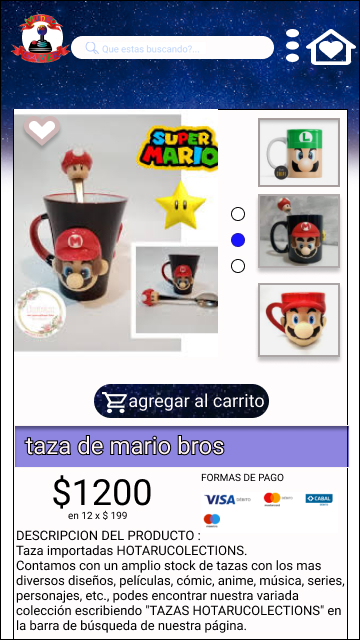 Que estas buscando?...
SUPER
MARIO
agregar al carrito
taza de mario bros
$1200
en 12 x $ 199
FORMAS DE PAGO
VISA
CABAL
DESCRIPCION DEL PRODUCTO :
Taza importadas HOTARUCOLECTIONS.
Contamos con un amplio stock de tazas con los mas
diversos diseños, películas, cómic, anime, música, series,
personajes, etc., podes encontrar nuestra variada
colección escribiendo "TAZAS HOTARUCOLECTIONS" en
la barra de búsqueda de nuestra página.